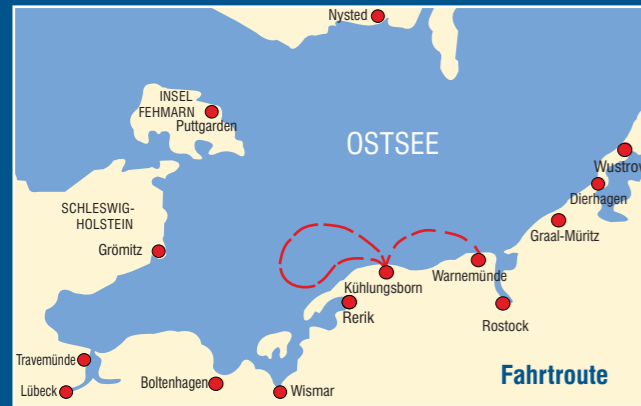 Nysted
INSEL
FEHMARN
Puttgarden
OSTSEE
Wustrow
Dierhagen
SCHLESWIG-
HOLSTEIN
Graal-Müritz
Grömitz
Warnemünde
Kühlungsborn
Rerik
Rostock
Travemünde
Fahrtroute
Boltenhagen
Lübeck
Wismar